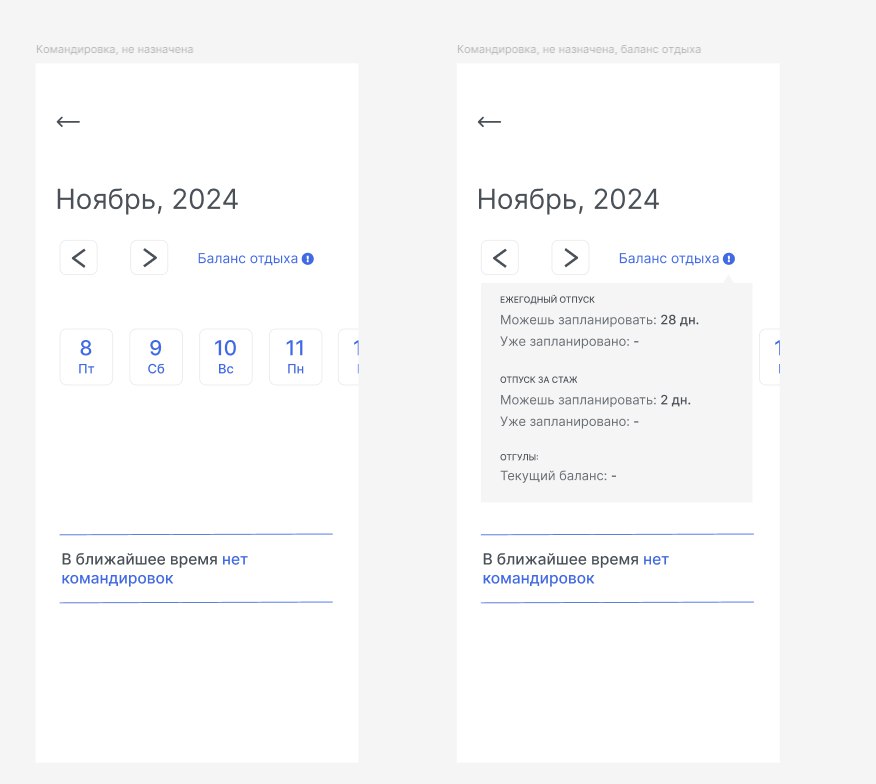 Командировка, не назначена
Ноябрь, 2024
Баланс отдыха
8
9
10
11
1
Пт
Сб
Вс
Пн
В ближайшее время нет
командировок
Командировка, не назначена, баланс отдыха
Ноябрь, 2024
Баланс отдыха
ЕЖЕГОДНЫЙ ОТПУСК
Можешь запланировать: 28 дн.
Уже запланировано: -
ОТПУСК ЗА СТАЖ
Можешь запланировать: 2 дн.
Уже запланировано: -
ОТГУЛЫ:
Текущий баланс: -
1
В ближайшее время нет
командировок